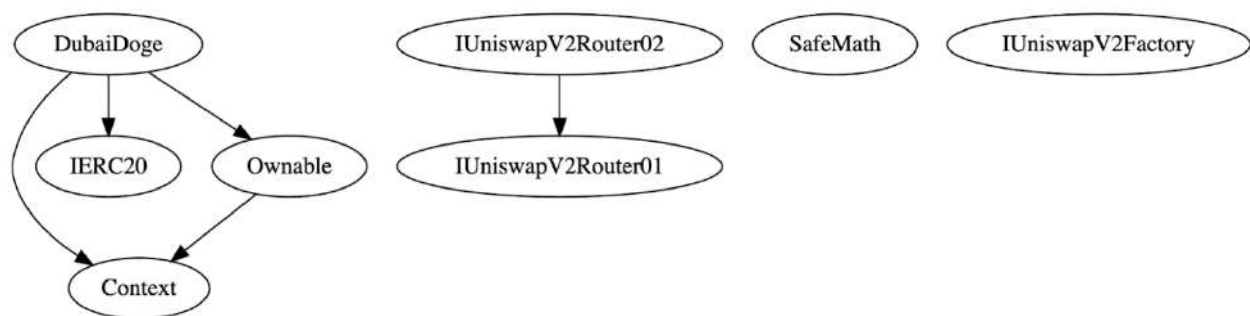 DubaiDoge
IUniswapV2Router02
SafeMath
IUniswapV2Factory
IERC20
Ownable
IUniswapV2Router01
Context